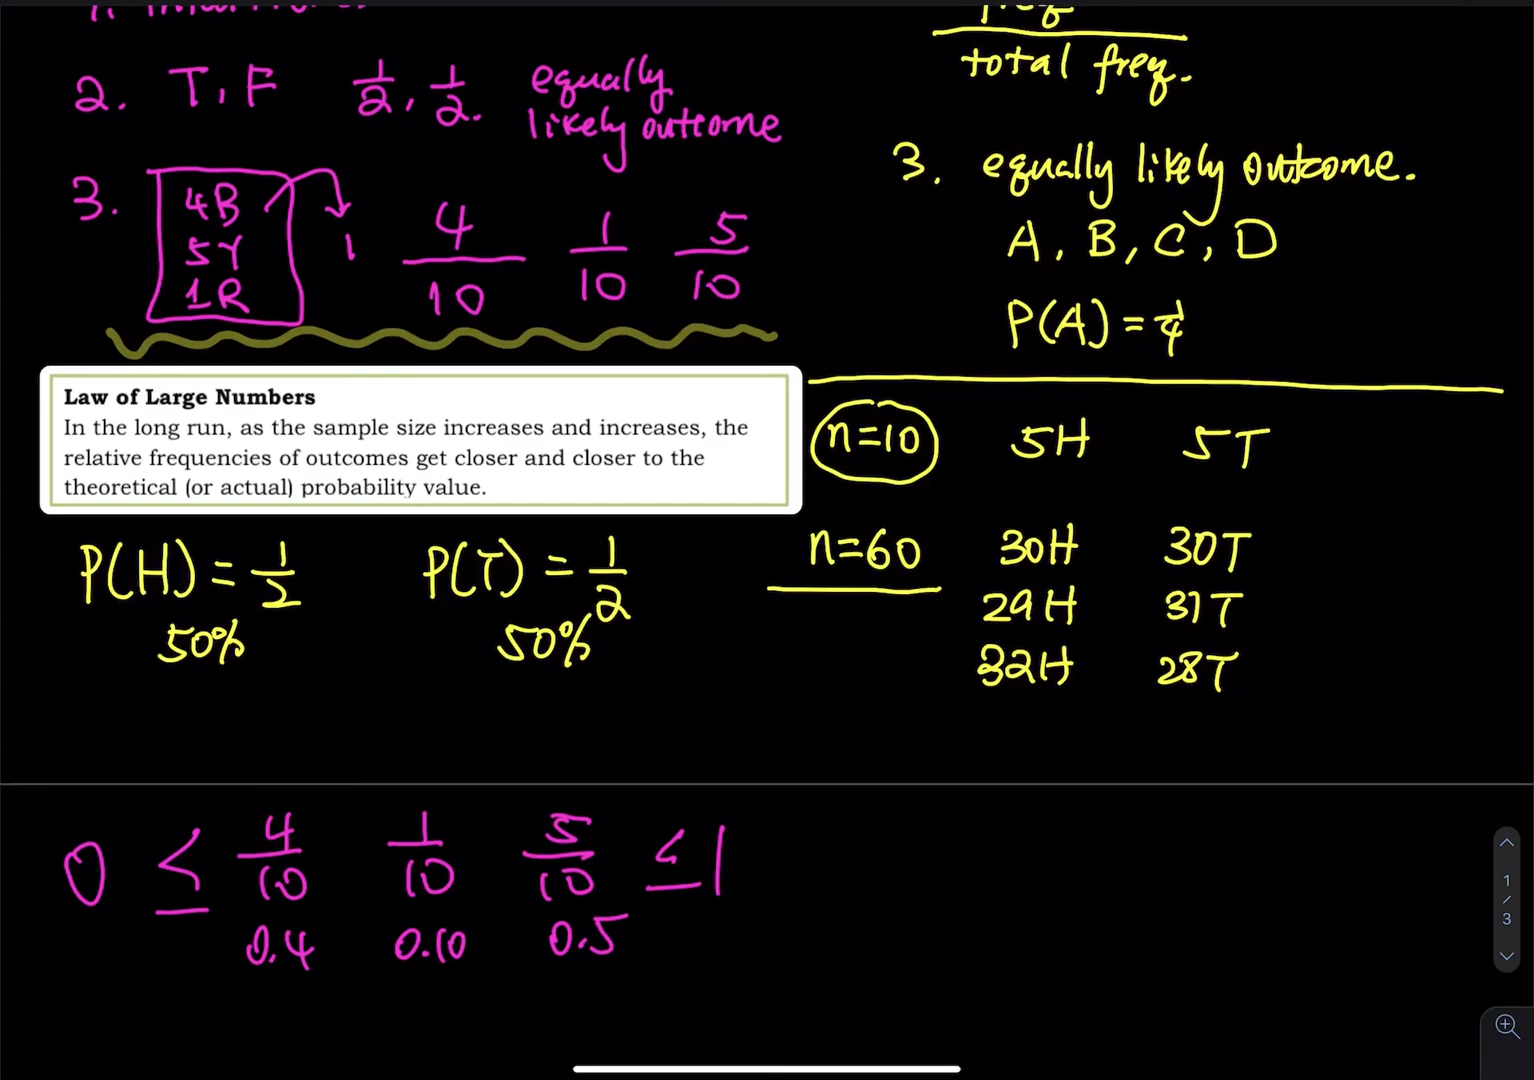 2. T, F 1/2, 1/2. equally
likely outcome
3. 4B
5Y
1R
1 4/10 1/10 5/10
total freq.
3. equally likely outcome.
A, B, C, D
P(A) = 1/4
Law of Large Numbers
In the long run, as the sample size increases and increases, the
relative frequencies of outcomes get closer and closer to the
theoretical (or actual) probability value.
P(H) = 1/2 P(T) = 1/2
50% 50%
n=10 5H 5T
n=60 30H 30T
29H 31T
32H 28T
0 ≤ 4/10 1/10 5/10 ≤ 1
0.4 0.10 0.5
1
/
3